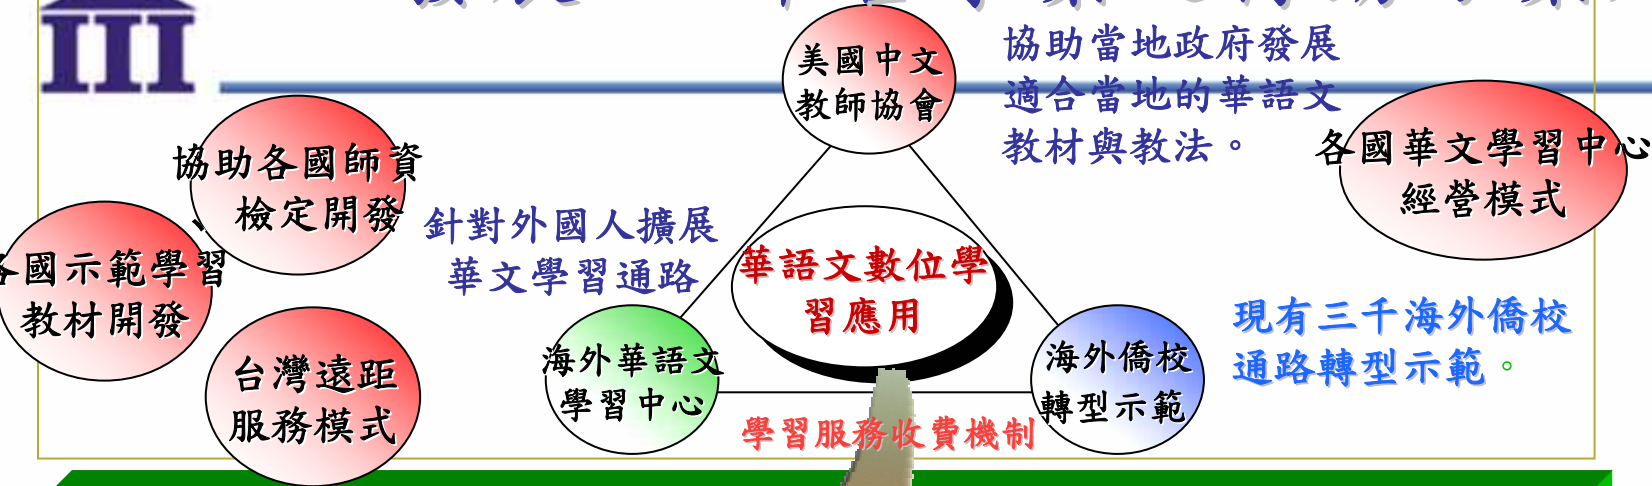 美國中文
教師協會
協助當地政府發展
適合當地的華語文
教材與教法。
各國華文學習中心
經營模式
協助各國師資
檢定開發
各國示範學習
教材開發
針對外國人擴展
華文學習通路
華語文數位學
習應用
台灣遠距
服務模式
海外華語文
學習中心
海外僑校
轉型示範
現有三千海外僑校
通路轉型示範。
學習服務收費機制